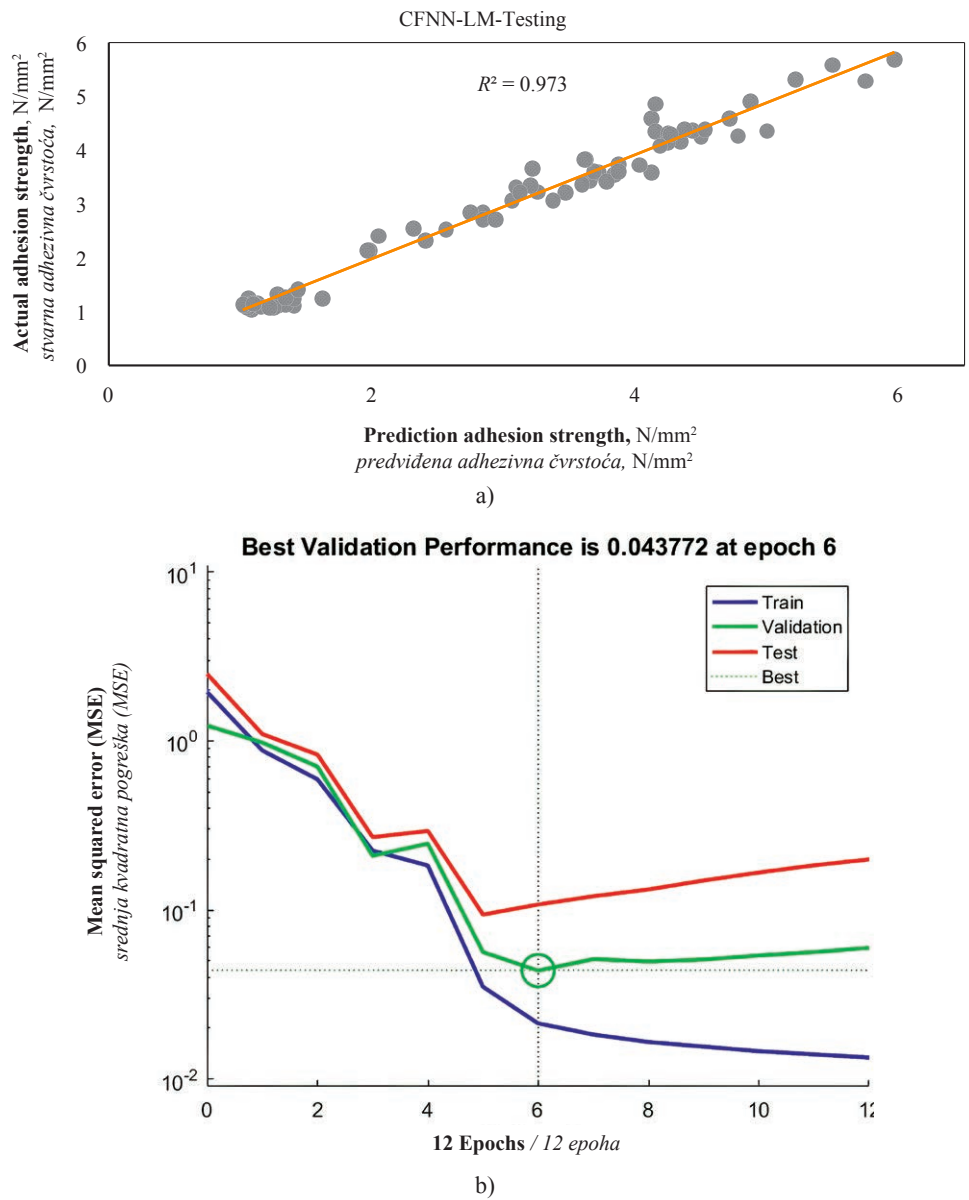 CFNN-LM-Testing
Actual adhesion strength, N/mm²
stvarna adhezivna čvrstoća, N/mm²
6
5
4
3
2
1
0
R² = 0.973
0 2 4 6
Prediction adhesion strength, N/mm²
predviđena adhezivna čvrstoća, N/mm²
a)
Best Validation Performance is 0.043772 at epoch 6
Mean squared error (MSE)
srednja kvadratna pogreška (MSE)
10¹
10⁰
10⁻¹
10⁻²
Train
Validation
Test
Best
0 2 4 6 8 10 12
12 Epochs / 12 epoha
b)